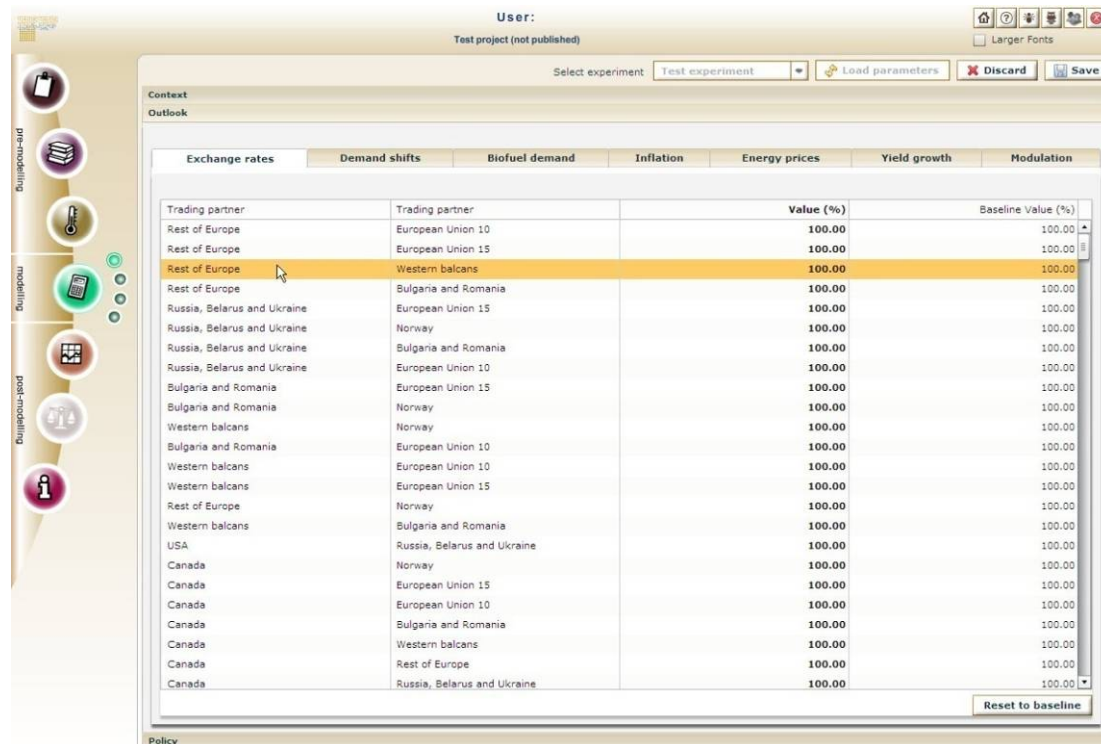 User:
Test project (not published)
Larger Fonts
Select experiment Test experiment Load parameters Discard Save
Context
Outlook
pre-modelling
modelling
post-modelling
Exchange rates Demand shifts Biofuel demand Inflation Energy prices Yield growth Modulation
Trading partner Trading partner Value (%) Baseline Value (%)
Rest of Europe European Union 10 100.00 100.00
Rest of Europe European Union 15 100.00 100.00
Rest of Europe Western balcans 100.00 100.00
Rest of Europe Bulgaria and Romania 100.00 100.00
Russia, Belarus and Ukraine European Union 15 100.00 100.00
Russia, Belarus and Ukraine Norway 100.00 100.00
Russia, Belarus and Ukraine Bulgaria and Romania 100.00 100.00
Russia, Belarus and Ukraine European Union 10 100.00 100.00
Bulgaria and Romania European Union 15 100.00 100.00
Bulgaria and Romania Norway 100.00 100.00
Western balcans Norway 100.00 100.00
Bulgaria and Romania European Union 10 100.00 100.00
Western balcans European Union 10 100.00 100.00
Western balcans European Union 15 100.00 100.00
Rest of Europe Norway 100.00 100.00
Western balcans Bulgaria and Romania 100.00 100.00
USA Russia, Belarus and Ukraine 100.00 100.00
Canada Norway 100.00 100.00
Canada European Union 15 100.00 100.00
Canada European Union 10 100.00 100.00
Canada Bulgaria and Romania 100.00 100.00
Canada Western balcans 100.00 100.00
Canada Rest of Europe 100.00 100.00
Canada Russia, Belarus and Ukraine 100.00 100.00
Reset to baseline
Policy